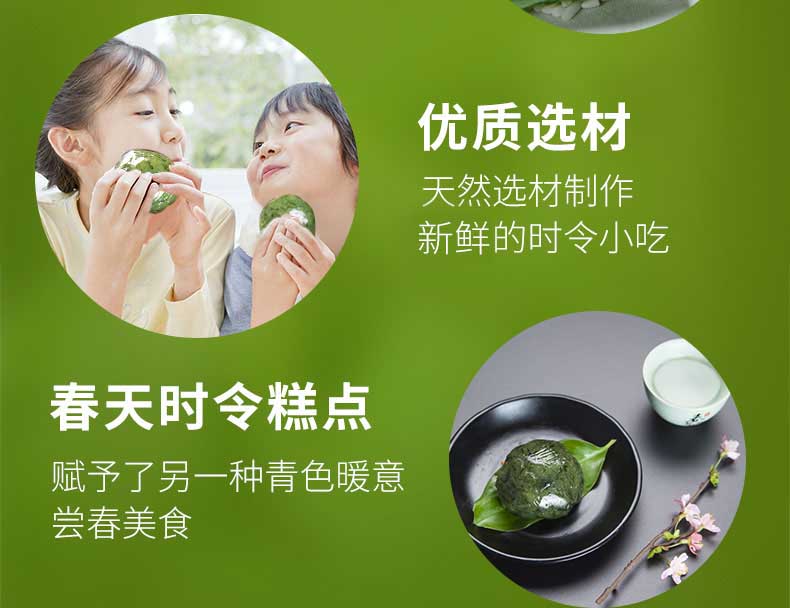 优质选材
天然选材制作
新鲜的时令小吃
春天时令糕点
赋予了另一种青色暖意
尝春美食